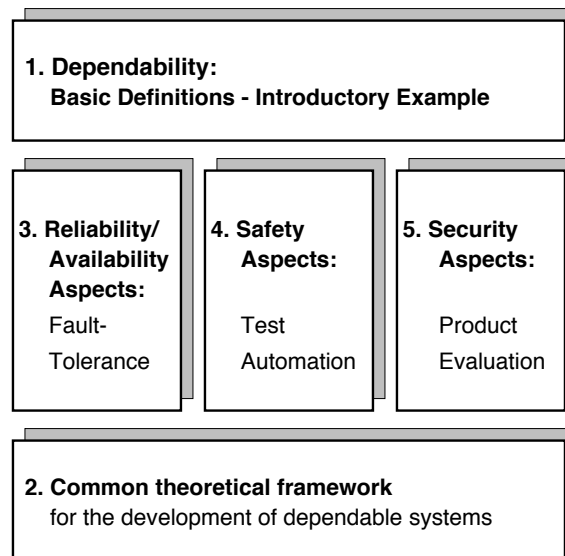 1. Dependability:
Basic Definitions - Introductory Example
3. Reliability/
Availability
Aspects:
Fault-
Tolerance
4. Safety
Aspects:
Test
Automation
5. Security
Aspects:
Product
Evaluation
2. Common theoretical framework
for the development of dependable systems